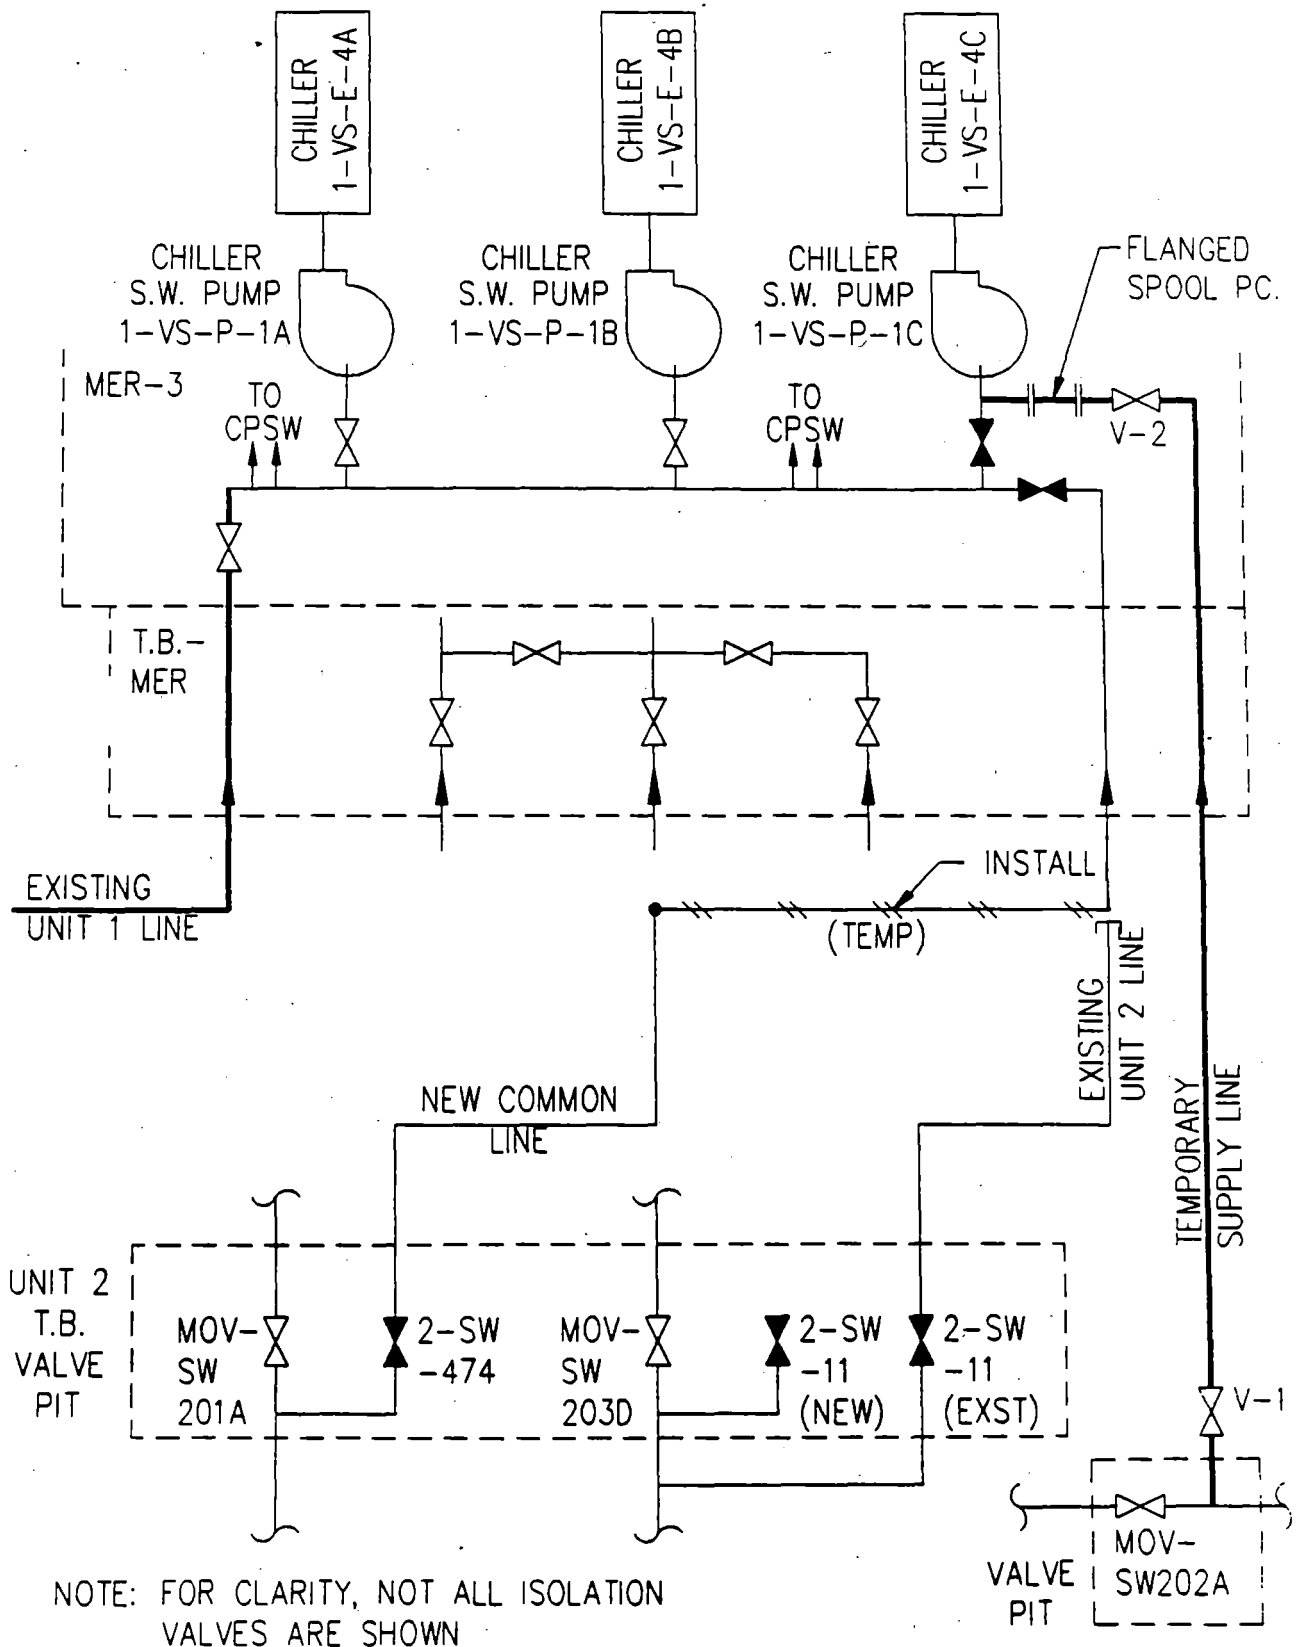 CHILLER
1-VS-E-4A
CHILLER
1-VS-E-4B
CHILLER
1-VS-E-4C
CHILLER
S.W. PUMP
1-VS-P-1A
CHILLER
S.W. PUMP
1-VS-P-1B
CHILLER
S.W. PUMP
1-VS-P-1C
FLANGED
SPOOL PC.
MER-3
TO
CPSW
TO
CPSW
V-2
T.B.-
MER
INSTALL
(TEMP)
EXISTING
UNIT 1 LINE
EXISTING
UNIT 2 LINE
NEW COMMON
LINE
TEMPORARY
SUPPLY LINE
UNIT 2
T.B.
VALVE
PIT
MOV-
SW
201A
2-SW
-474
MOV-
SW
203D
2-SW
-11
(NEW)
2-SW
-11
(EXST)
V-1
MOV-
SW202A
VALVE
PIT
NOTE: FOR CLARITY, NOT ALL ISOLATION
VALVES ARE SHOWN